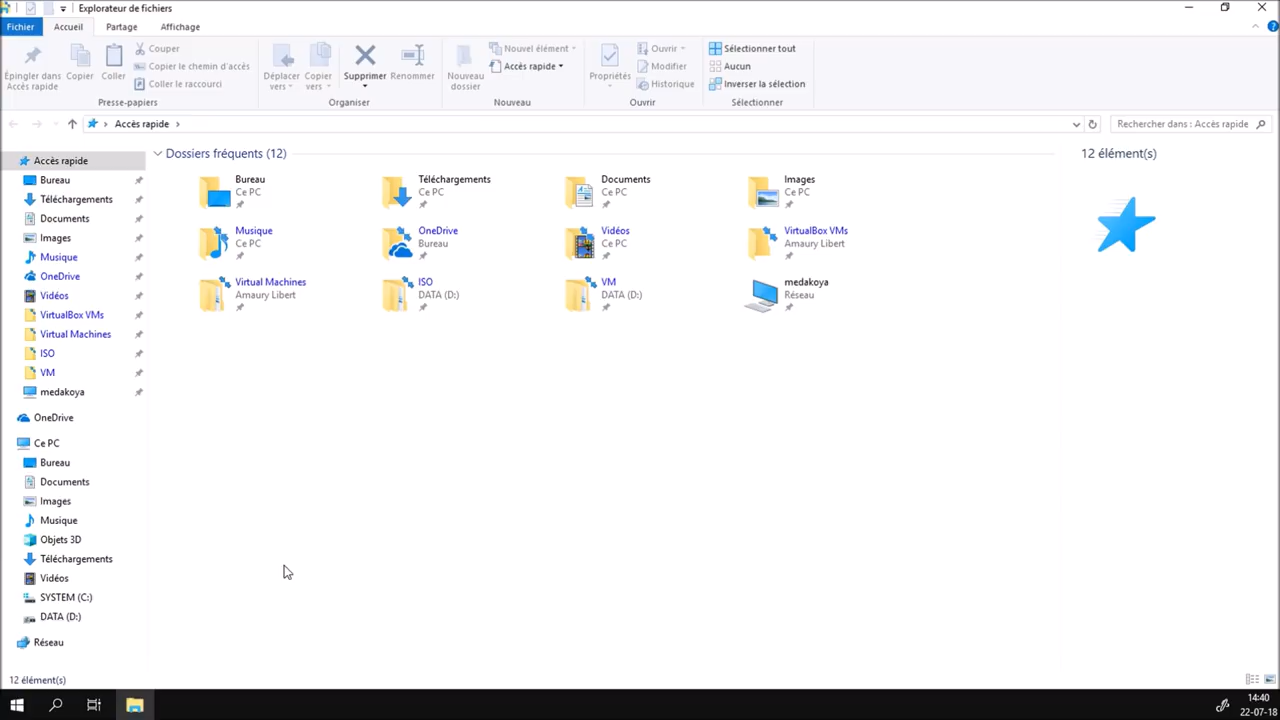 Explorateur de fichiers
Fichier Accueil Partage Affichage
Épingler dans Accès rapide
Copier
Coller
Couper
Copier le chemin d'accès
Coller le raccourci
Presse-papiers
Déplacer vers
Copier vers
Supprimer
Renommer
Organiser
Nouveau dossier
Nouvel élément
Accès rapide
Nouveau
Propriétés
Ouvrir
Modifier
Historique
Ouvrir
Sélectionner tout
Aucun
Inverser la sélection
Sélectionner
Accès rapide
Rechercher dans : Accès rapide
Accès rapide
Bureau
Téléchargements
Documents
Images
Musique
OneDrive
Vidéos
VirtualBox VMs
Virtual Machines
ISO
VM
medakoya
OneDrive
Ce PC
Bureau
Documents
Images
Musique
Objets 3D
Téléchargements
Vidéos
SYSTEM (C:)
DATA (D:)
Réseau
Dossiers fréquents (12)
Bureau
Ce PC
Téléchargements
Ce PC
Documents
Ce PC
Images
Ce PC
Musique
Ce PC
OneDrive
Bureau
Vidéos
Ce PC
VirtualBox VMs
Amaury Libert
Virtual Machines
Amaury Libert
ISO
DATA (D:)
VM
DATA (D:)
medakoya
Réseau
12 élément(s)
12 élément(s)
14:40
22-07-18